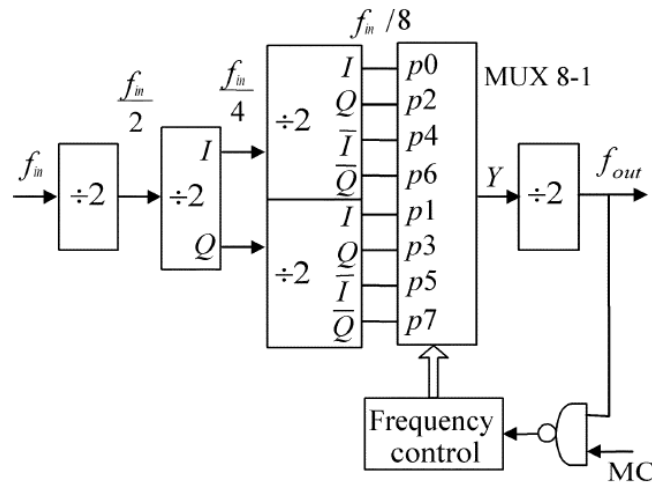 f_in /8
MUX 8-1
f_in/2
f_in/4
f_in
÷2
÷2
I
Q
÷2
I
Q
I̅
Q̅
÷2
I
Q
I̅
Q̅
p0
p2
p4
p6
p1
p3
p5
p7
Y
÷2
f_out
Frequency
control
MC